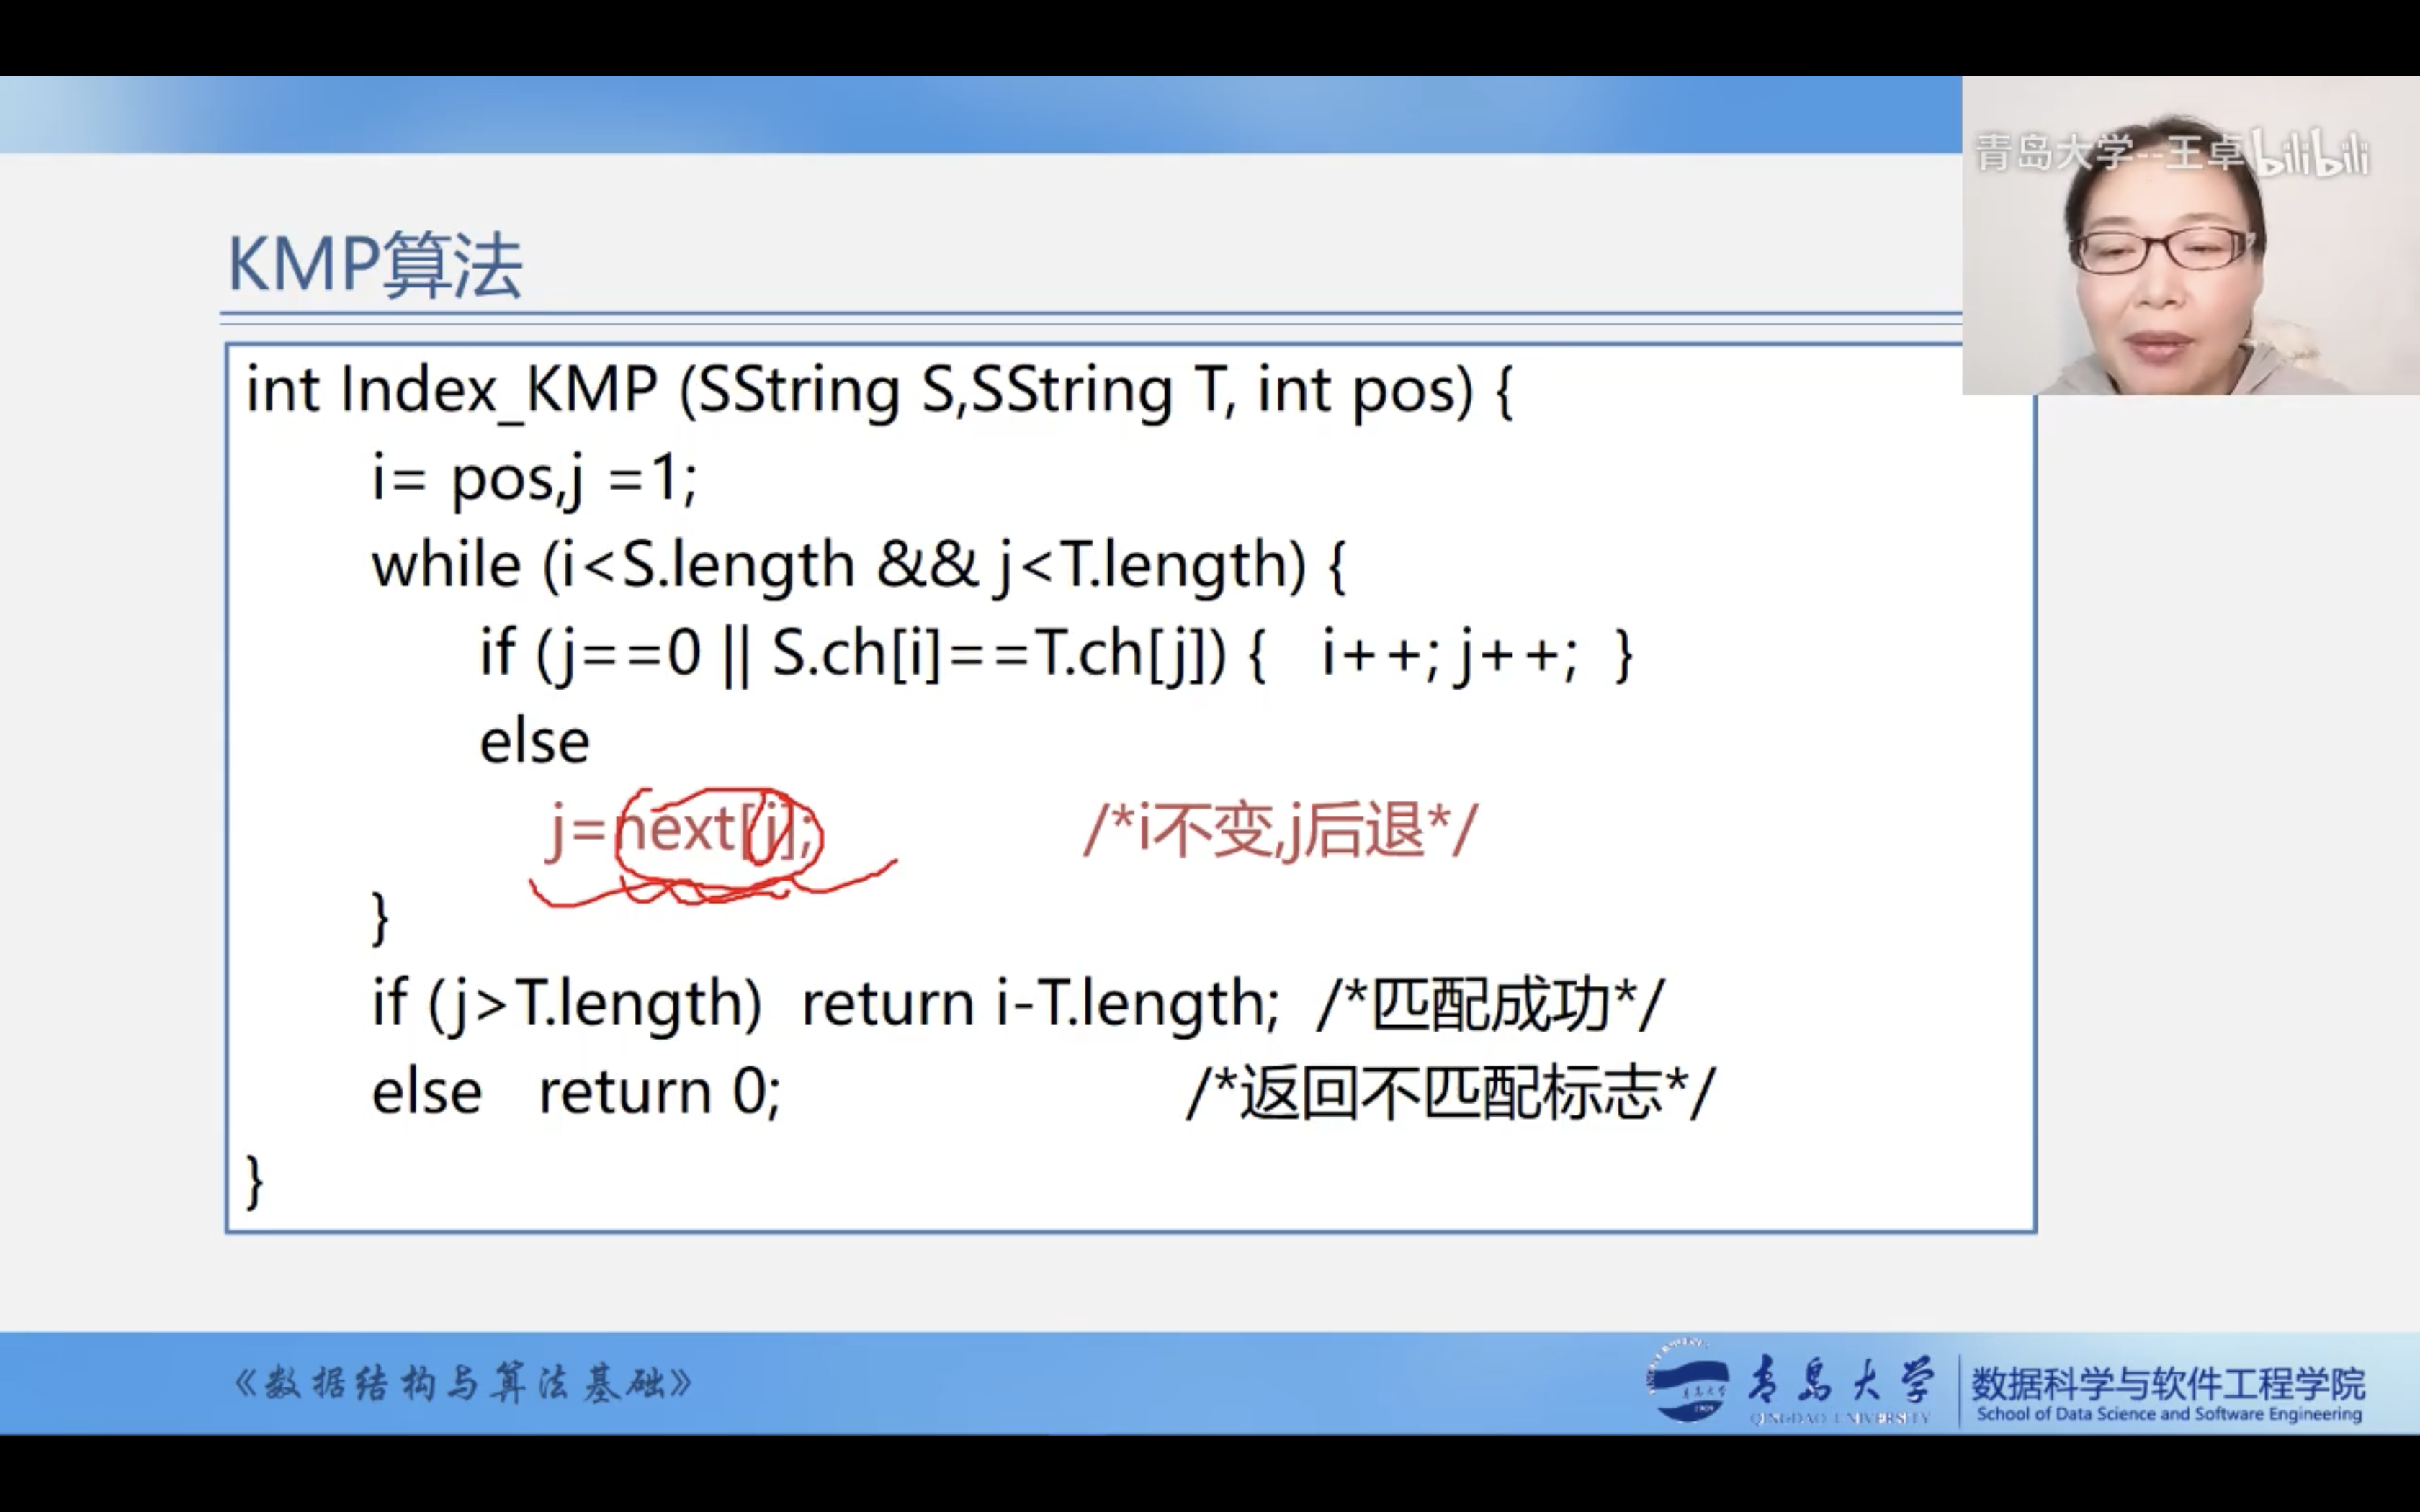 青岛大学--王卓 bilibili
KMP算法
int Index_KMP (SString S,SString T, int pos) {
i= pos,j =1;
while (i<S.length && j<T.length) {
if (j==0 || S.ch[i]==T.ch[j]) {   i++; j++;  }
else
j=next[j];   /*i不变,j后退*/
}
if (j>T.length)  return i-T.length;  /*匹配成功*/
else   return 0;   /*返回不匹配标志*/
}
《数据结构与算法基础》
青岛大学
QINGDAO UNIVERSITY
数据科学与软件工程学院
School of Data Science and Software Engineering